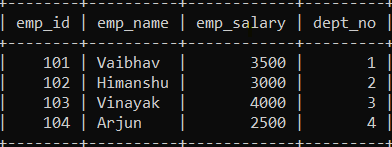 | emp_id | emp_name | emp_salary | dept_no |
| 101 | Vaibhav | 3500 | 1 |
| 102 | Himanshu | 3000 | 2 |
| 103 | Vinayak | 4000 | 3 |
| 104 | Arjun | 2500 | 4 |